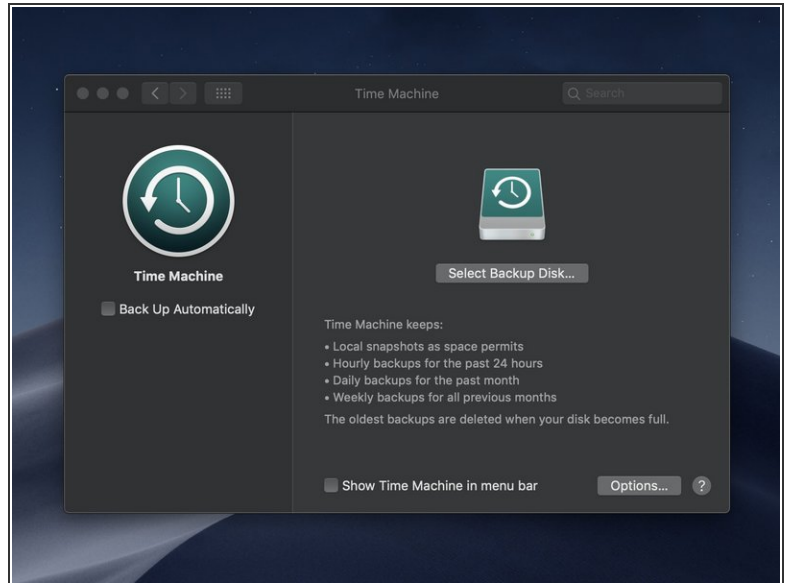 Time Machine
Search
Time Machine
Back Up Automatically
Select Backup Disk...
Time Machine keeps:
• Local snapshots as space permits
• Hourly backups for the past 24 hours
• Daily backups for the past month
• Weekly backups for all previous months
The oldest backups are deleted when your disk becomes full.
Show Time Machine in menu bar
Options...
?